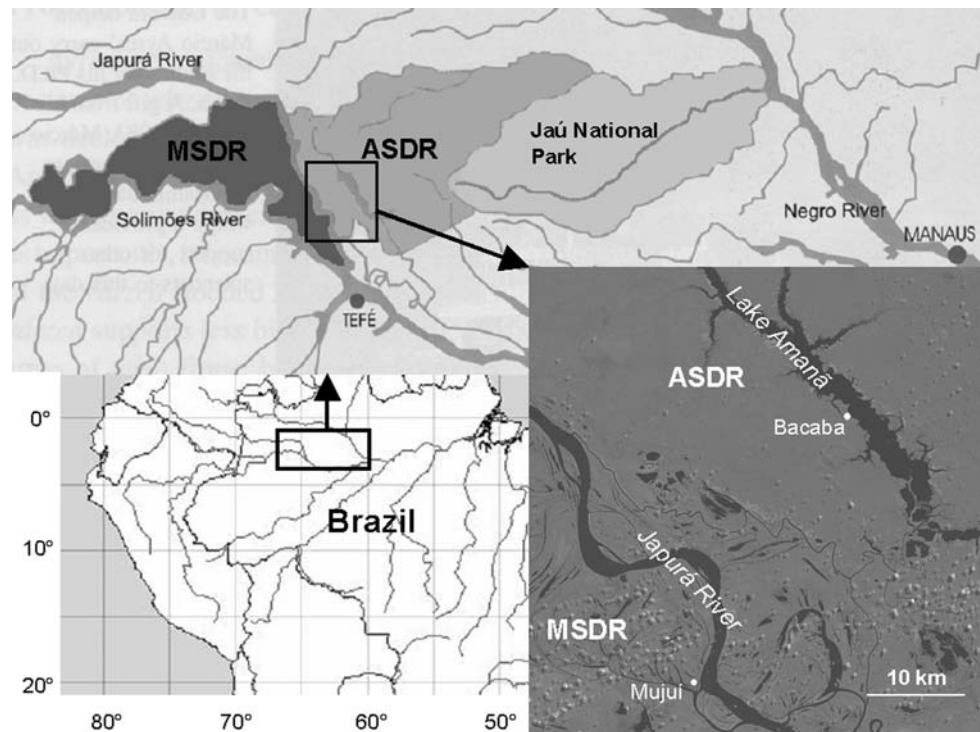 Japurá River
MSDR
ASDR
Jaú National
Park
Solimões River
Negro River
MANAUS
TEFÉ
Lake Amanã
ASDR
Bacaba
Japurá River
MSDR
Mujuí
10 km
0°
10°
20°
Brazil
80°
70°
60°
50°